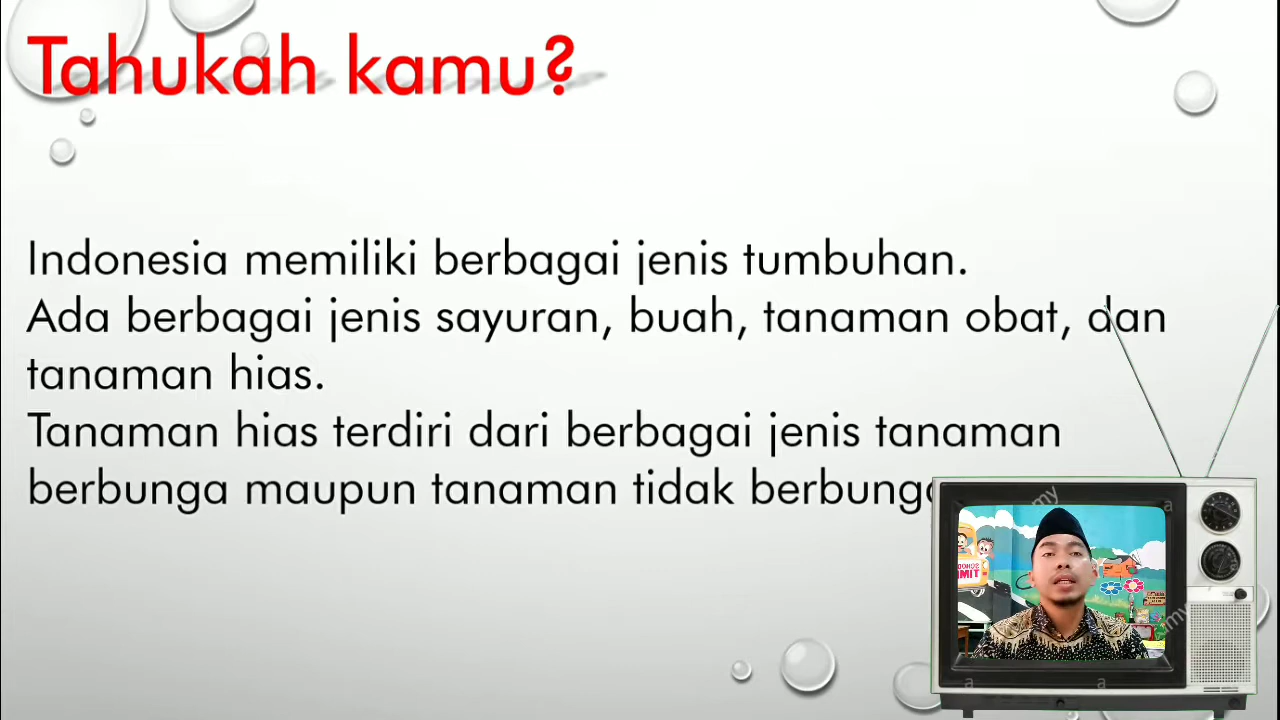 Tahukah kamu?
Indonesia memiliki berbagai jenis tumbuhan.
Ada berbagai jenis sayuran, buah, tanaman obat, dan
tanaman hias.
Tanaman hias terdiri dari berbagai jenis tanaman
berbunga maupun tanaman tidak berbunga
my
a
a
a